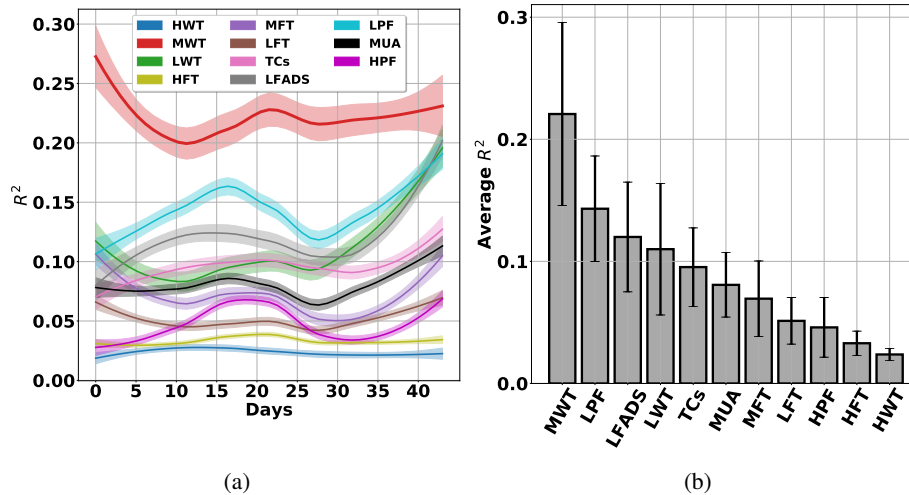 HWT MFT LPF
MWT LFT MUA
LWT TCs HPF
HFT LFADS
0.30
0.25
0.20
0.15
0.10
0.05
0.00
R²
0 5 10 15 20 25 30 35 40
Days
(a)
0.3
0.2
0.1
0.0
Average R²
MWT LPF LFADS LWT TCs MUA MFT LFT HPF HFT HWT
(b)